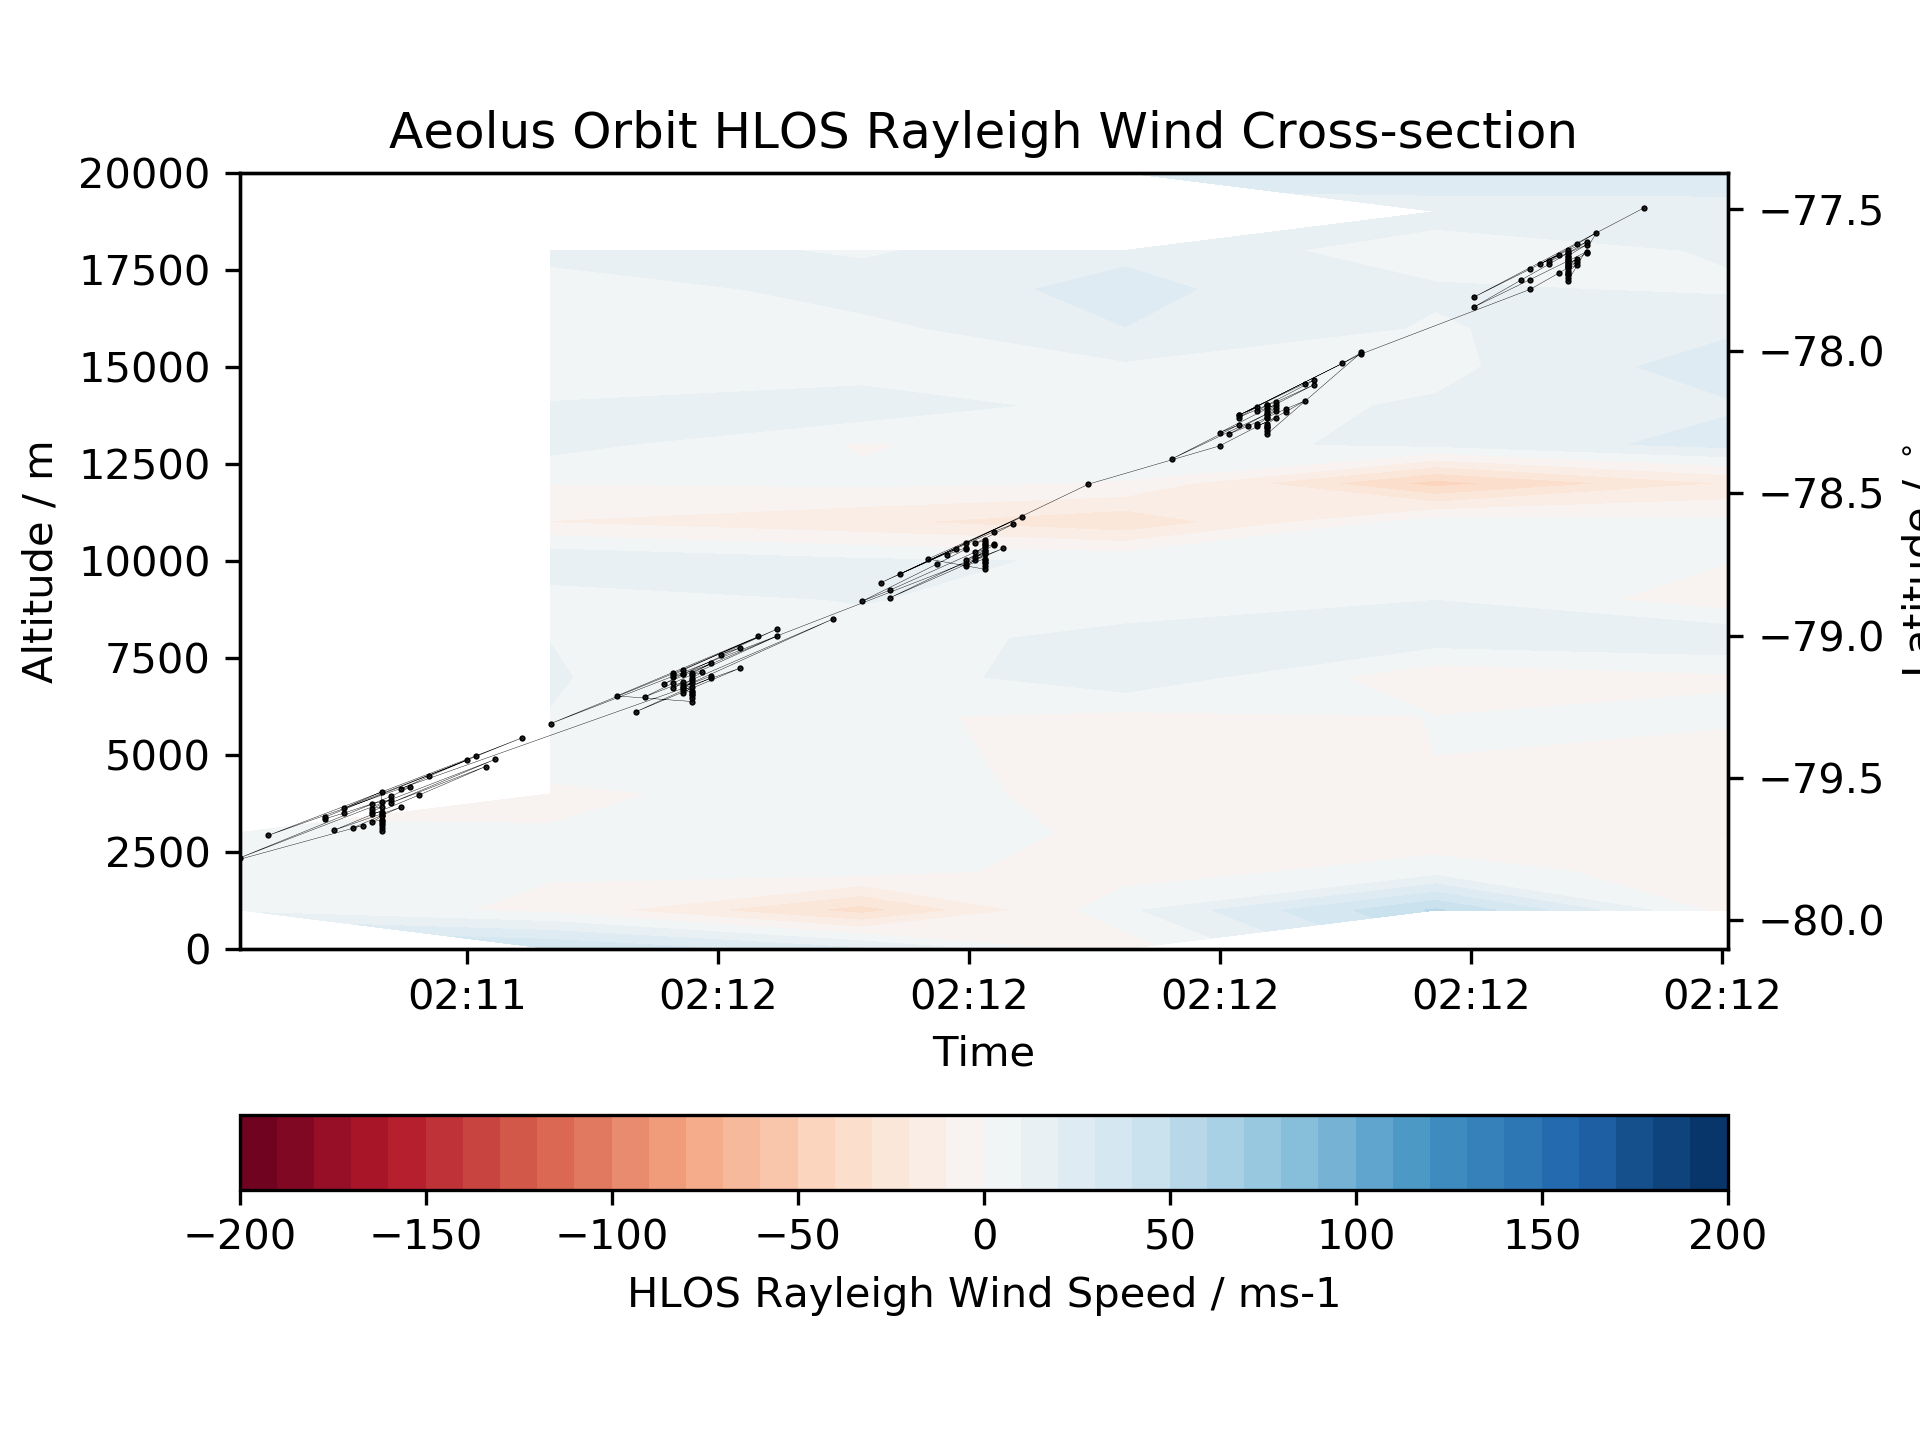 Aeolus Orbit HLOS Rayleigh Wind Cross-section
20000
17500
15000
12500
10000
7500
5000
2500
0
Altitude / m
−77.5
−78.0
−78.5
−79.0
−79.5
−80.0
Latitude / °
02:11 02:12 02:12 02:12 02:12 02:12
Time
−200 −150 −100 −50 0 50 100 150 200
HLOS Rayleigh Wind Speed / ms-1